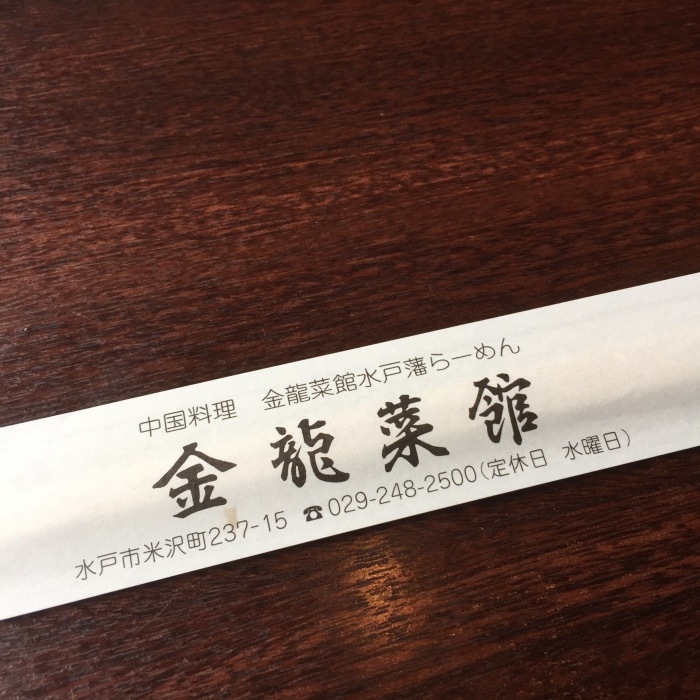 中国料理　金龍菜館水戸藩らーめん
金龍菜館
水戸市米沢町237-15　☎029-248-2500(定休日　水曜日)